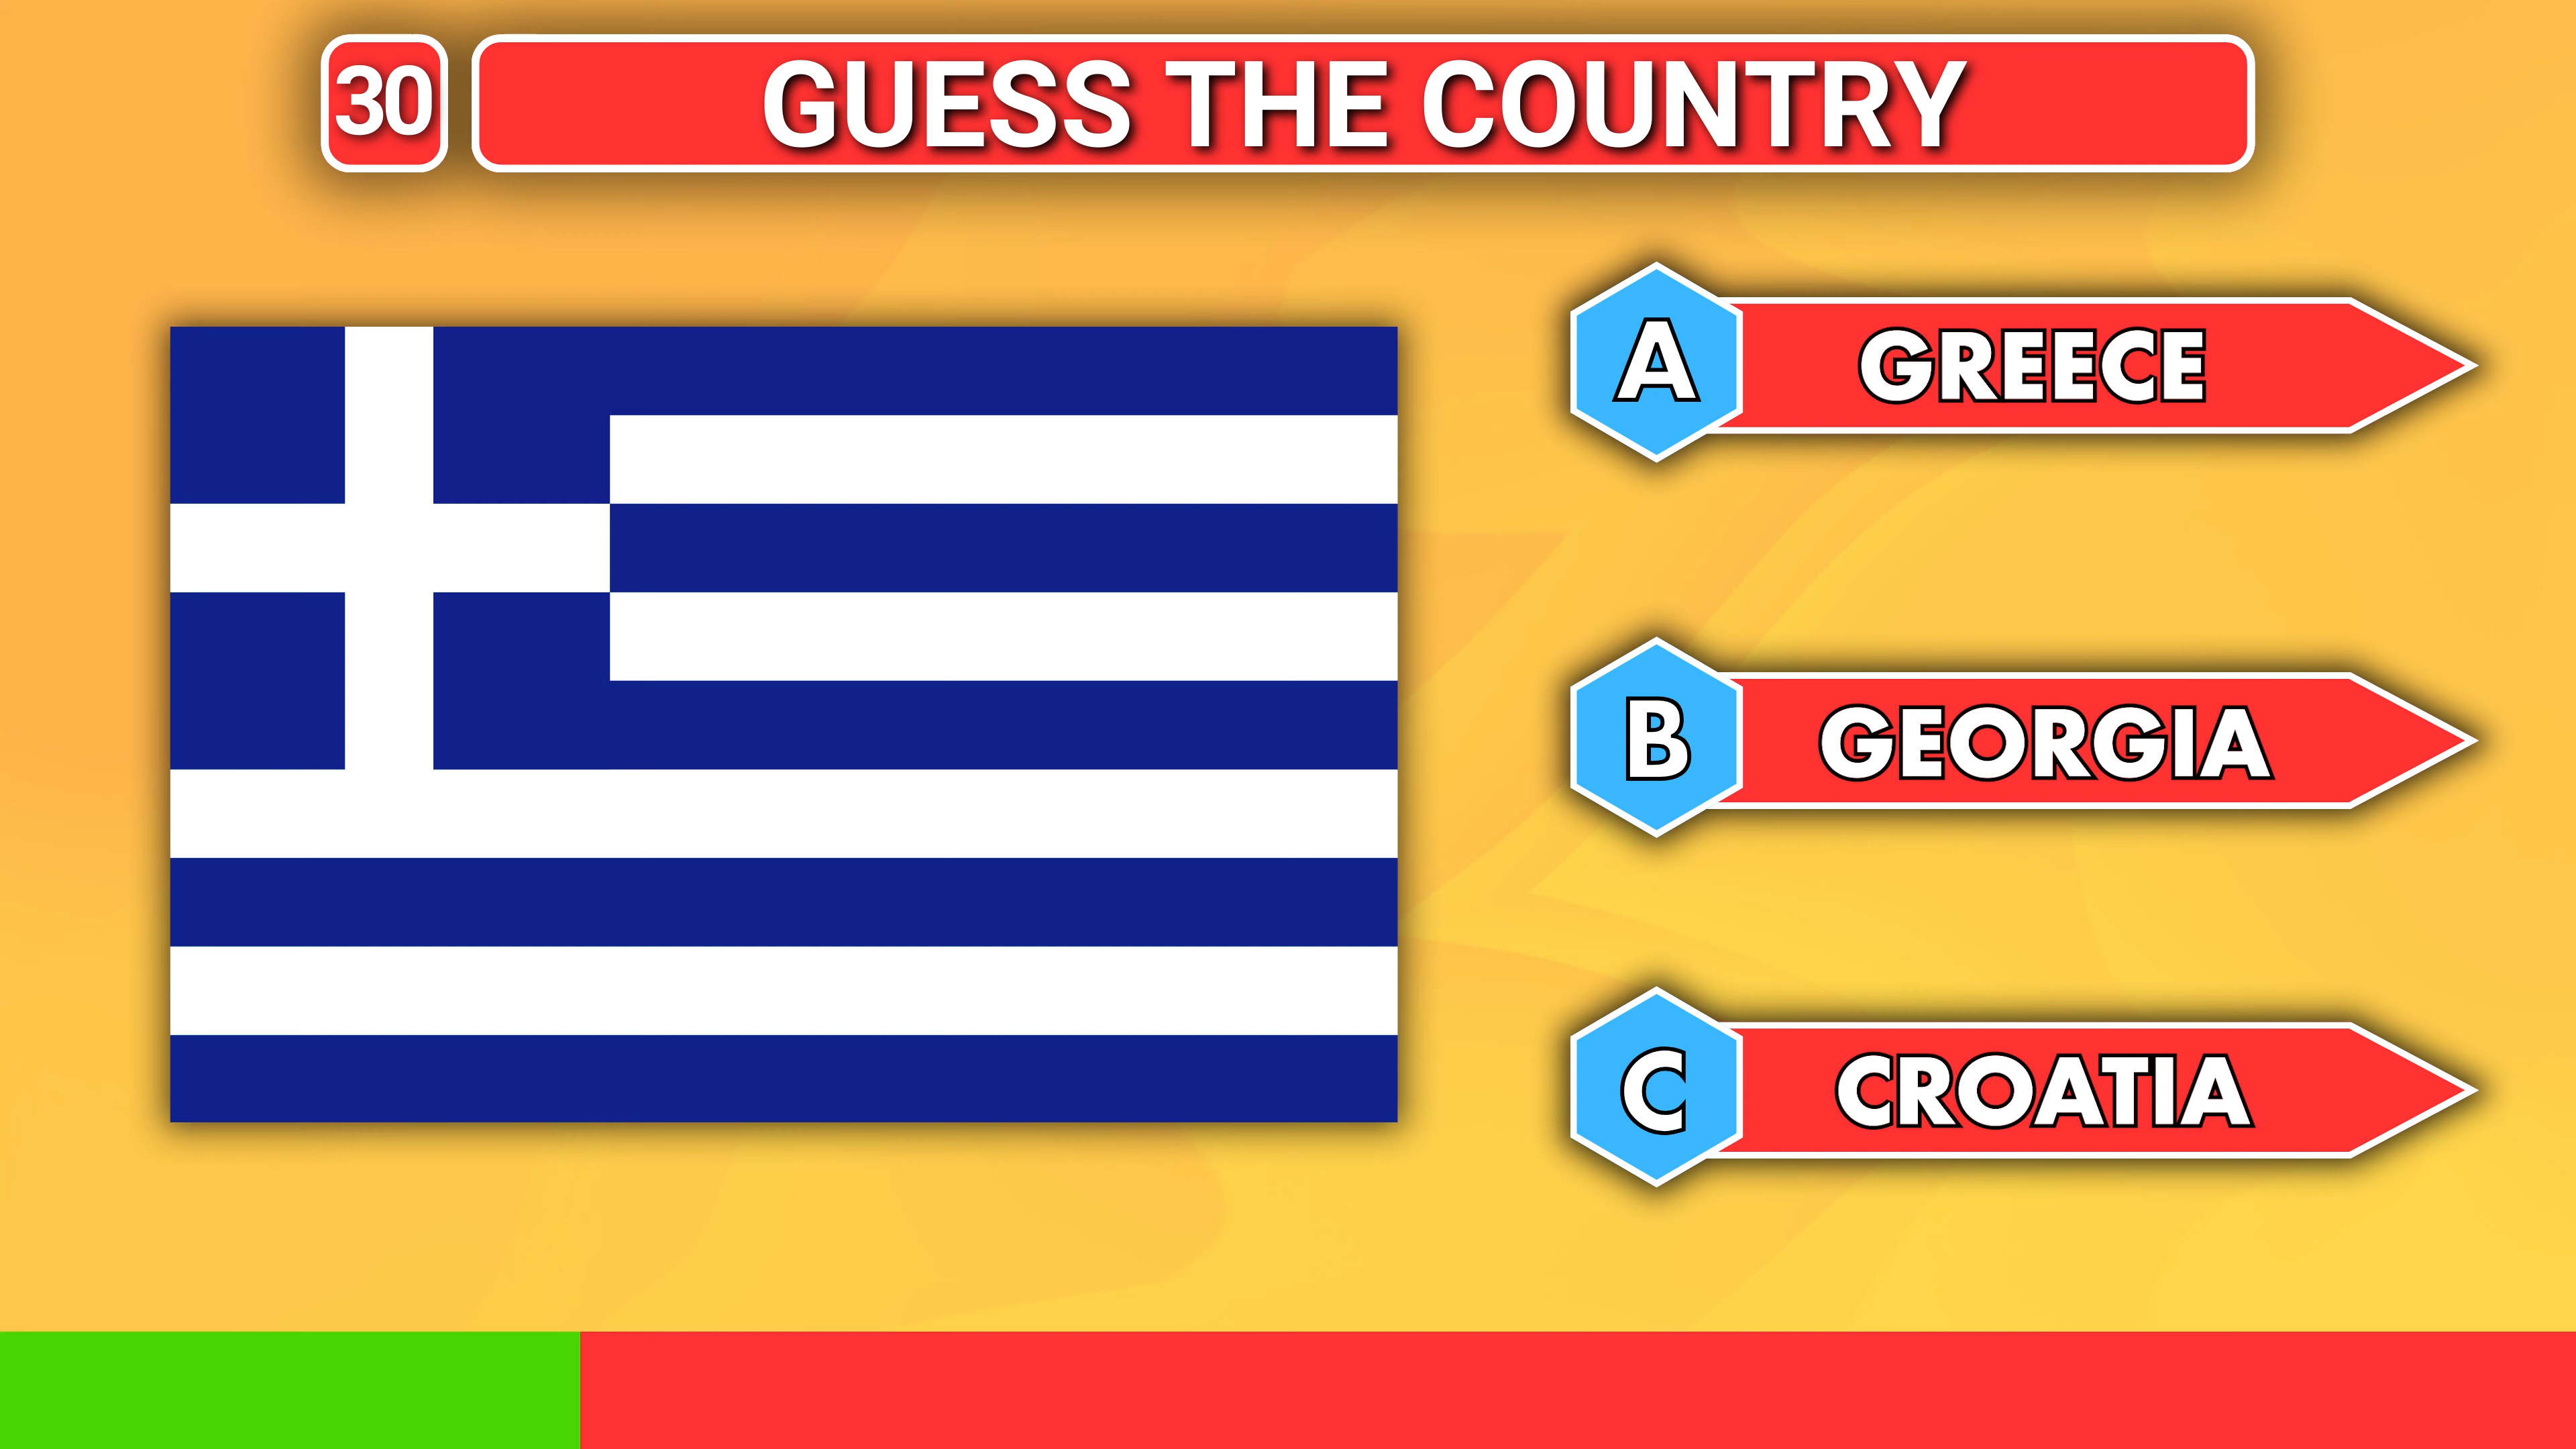 30
GUESS THE COUNTRY
A
GREECE
B
GEORGIA
C
CROATIA